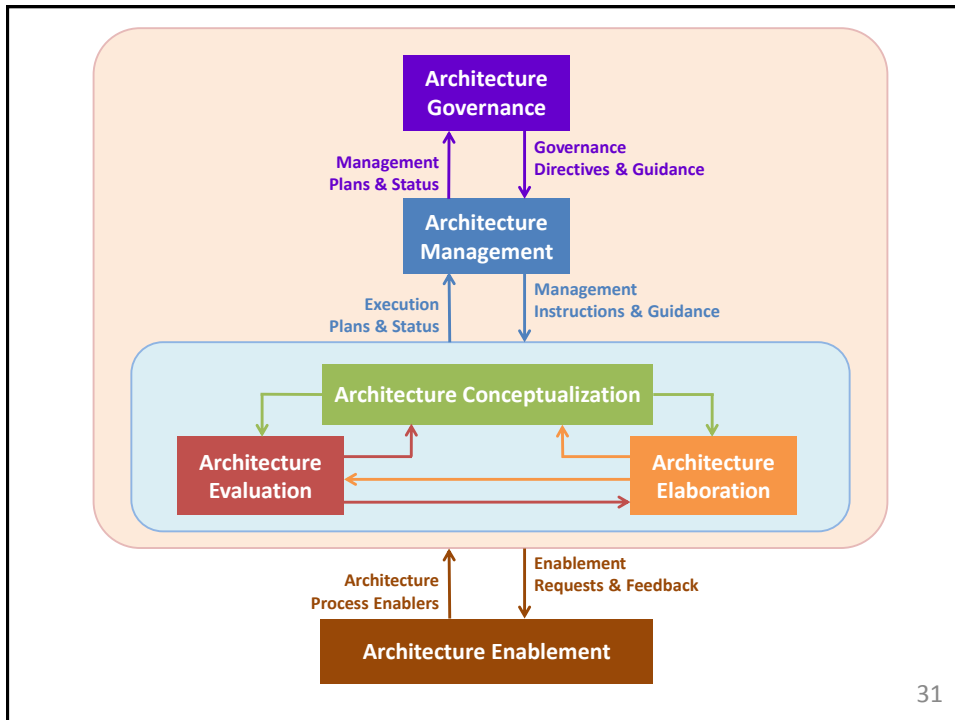 Architecture
Governance
Management
Plans & Status
Governance
Directives & Guidance
Architecture
Management
Execution
Plans & Status
Management
Instructions & Guidance
Architecture Conceptualization
Architecture
Evaluation
Architecture
Elaboration
Architecture
Process Enablers
Enablement
Requests & Feedback
Architecture Enablement
31